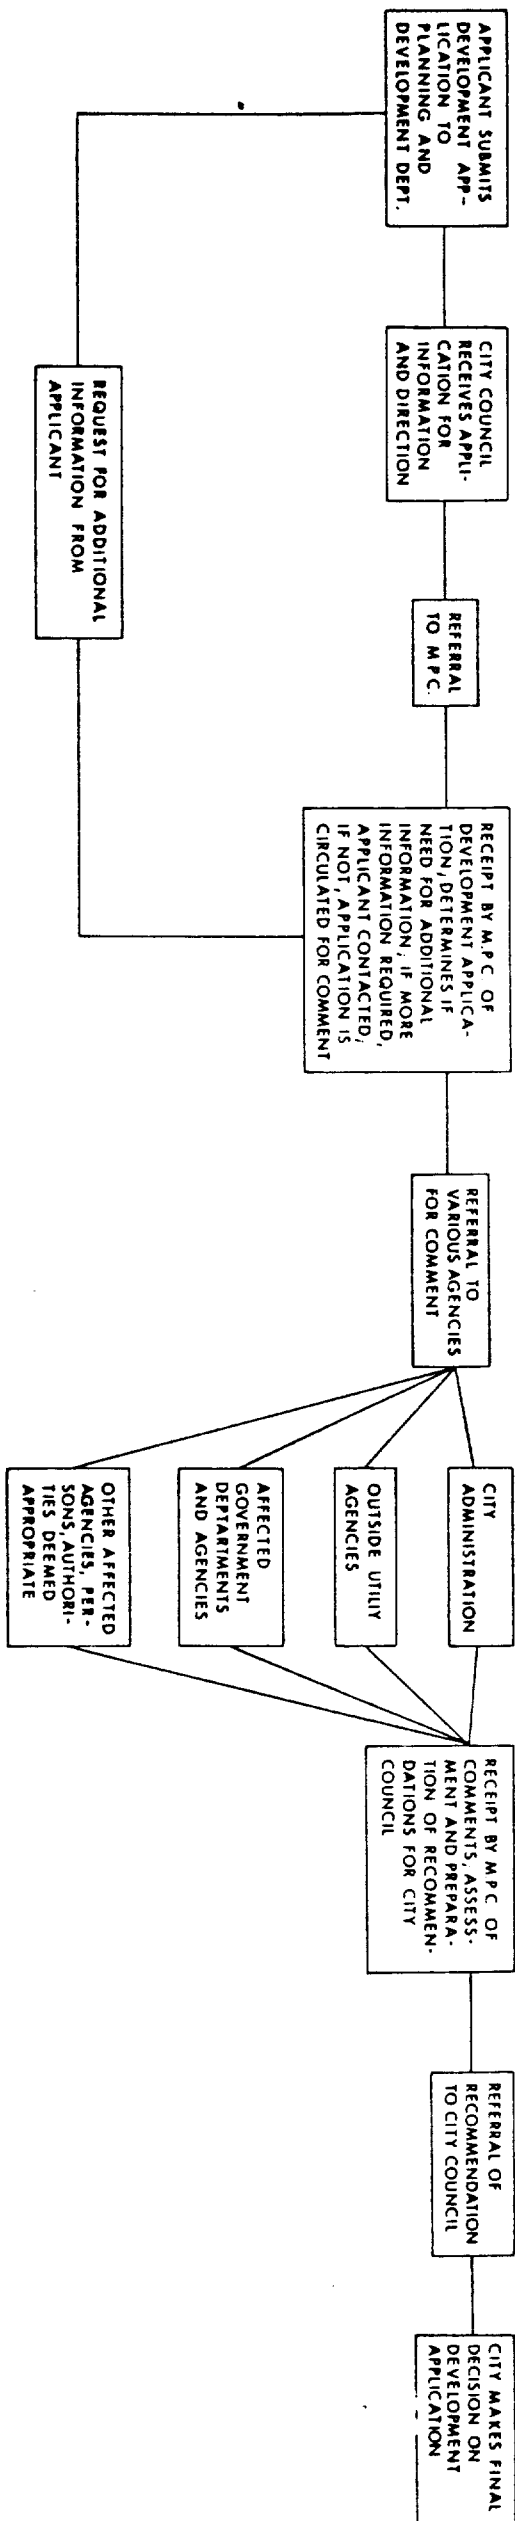 APPLICANT SUBMITS
DEVELOPMENT APP-
LICATION TO
PLANNING AND
DEVELOPMENT DEPT.
CITY COUNCIL
RECEIVES APPLI-
CATION FOR
INFORMATION
AND DIRECTION
REFERRAL
TO M P C.
RECEIPT BY M.P.C. OF
DEVELOPMENT APPLICA-
TION, DETERMINES IF
NEED FOR ADDITIONAL
INFORMATION; IF MORE
INFORMATION REQUIRED,
APPLICANT CONTACTED;
IF NOT, APPLICATION IS
CIRCULATED FOR COMMENT
REQUEST FOR ADDITIONAL
INFORMATION FROM
APPLICANT
REFERRAL TO
VARIOUS AGENCIES
FOR COMMENT
CITY
ADMINISTRATION
OUTSIDE UTILIY
AGENCIES
AFFECTED
GOVERNMENT
DEPTARTMENTS
AND AGENCIES
OTHER AFFECTED
AGENCIES, PER-
SONS, AUTHORI-
TIES DEEMED
APPROPRIATE
RECEIPT BY M P C. OF
COMMENTS, ASSESS-
MENT AND PREPARA-
TION OF RECOMMEN-
DATIONS FOR CITY
COUNCIL
REFERRAL OF
RECOMMENDATION
TO CITY COUNCIL
CITY MAKES FINAL
DECISION ON
DEVELOPMENT
APPLICATION